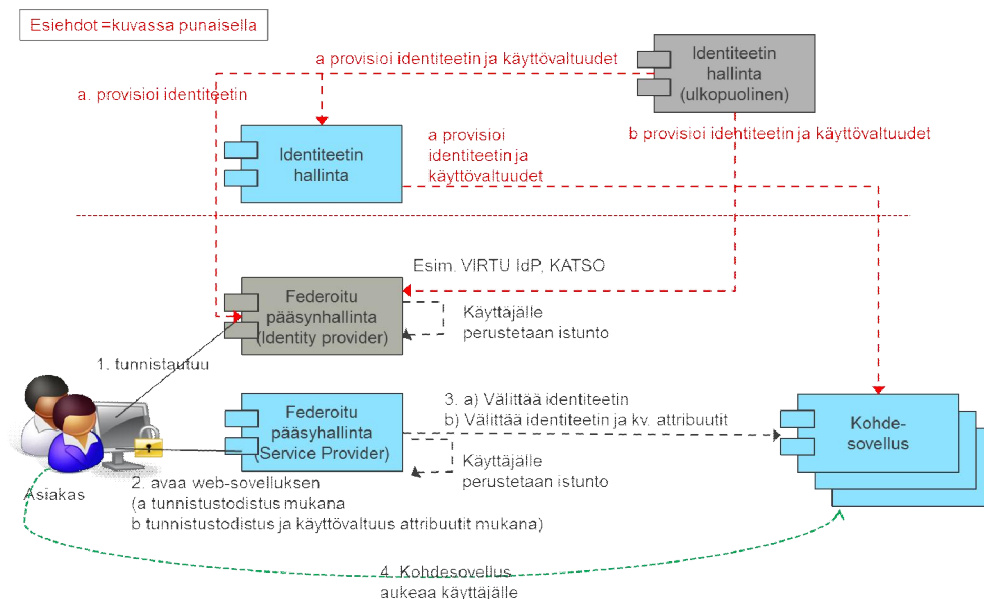 Esiehdot =kuvassa punaisella
a provisioi identiteetin ja käyttövaltuudet
Identiteetin
hallinta
(ulkopuolinen)
a. provisioi identiteetin
b provisioi identiteetin ja käyttövaltuudet
a provisioi
identiteetin ja
käyttövaltuudet
Identiteetin
hallinta
Esim. VIRTU IdP, KATSO
Federoitu
pääsynhallinta
(Identity provider)
Käyttäjälle
perustetaan istunto
1. tunnistautuu
Federoitu
pääsyhallinta
(Service Provider)
3. a) Välittää identiteetin
b) Välittää identiteetin ja kv. attribuutit
Kohde-
sovellus
Käyttäjälle
perustetaan istunto
Asiakas
2. avaa web-sovelluksen
(a tunnistustodistus mukana
b tunnistustodistus ja käyttövaltuus attribuutit mukana)
4. Kohdesovellus
aukeaa käyttäjälle